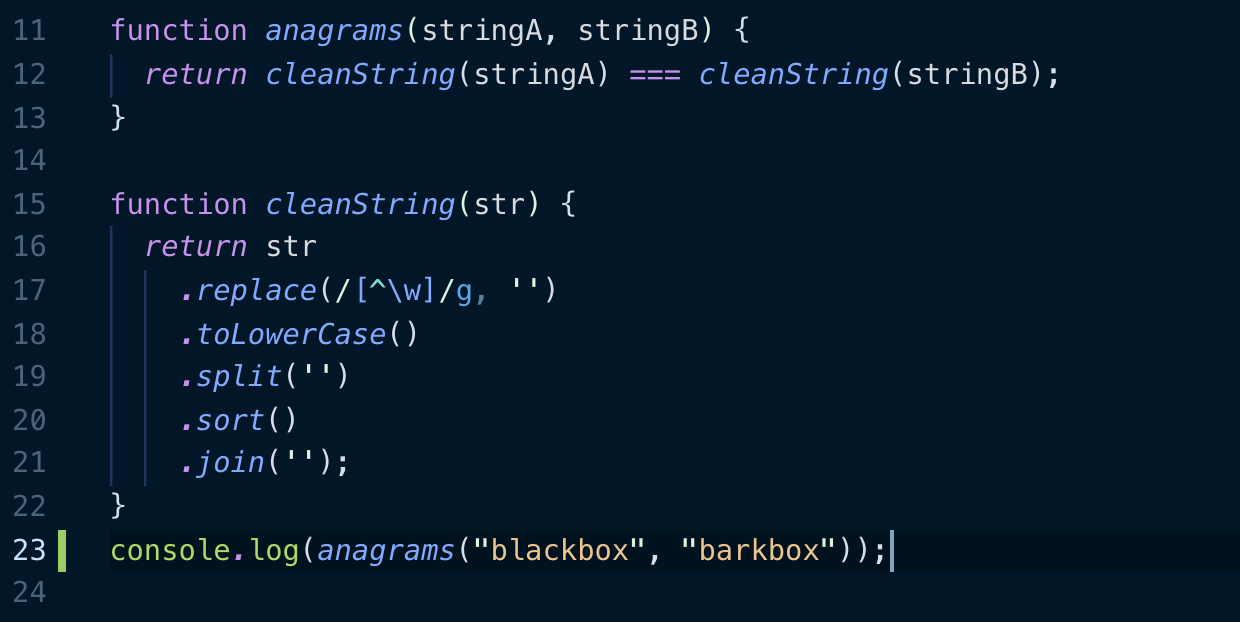 11 function anagrams(stringA, stringB) {
12   return cleanString(stringA) === cleanString(stringB);
13 }
14
15 function cleanString(str) {
16   return str
17     .replace(/[^\w]/g, '')
18     .toLowerCase()
19     .split('')
20     .sort()
21     .join('');
22 }
23 console.log(anagrams("blackbox", "barkbox"));
24